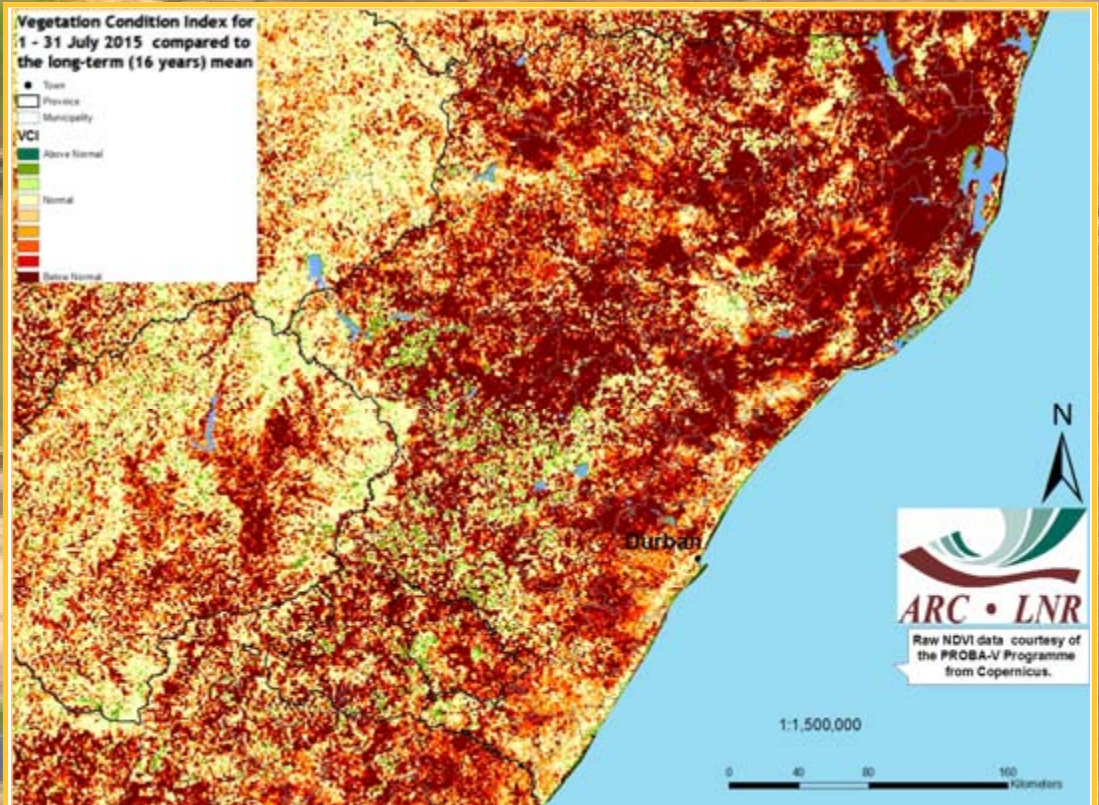 Vegetation Condition Index for
1 - 31 July 2015 compared to
the long-term (16 years) mean
Town
Province
Municipality
VCI
Above Normal
Normal
Below Normal
Durban
N
ARC • LNR
Raw NDVI data courtesy of
the PROBA-V Programme
from Copernicus.
1:1,500,000
0 40 80 160
Kilometers